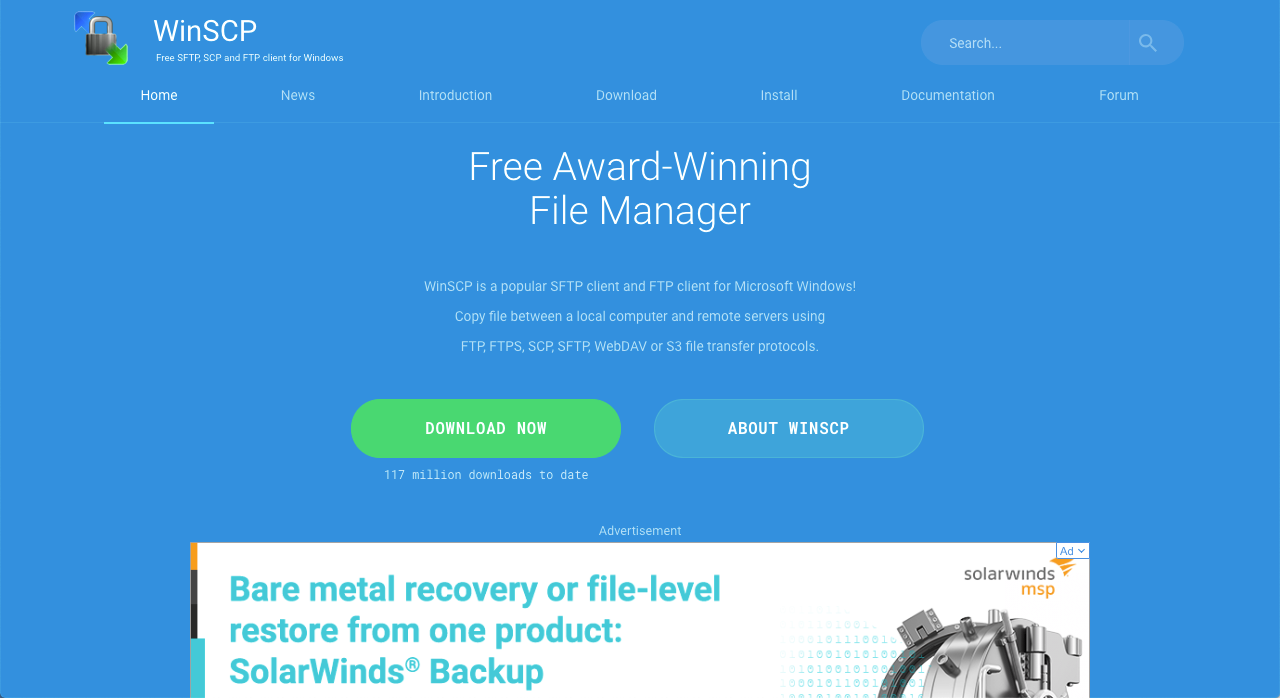 WinSCP
Free SFTP, SCP and FTP client for Windows
Search...
Home
News
Introduction
Download
Install
Documentation
Forum
Free Award-Winning
File Manager
WinSCP is a popular SFTP client and FTP client for Microsoft Windows!
Copy file between a local computer and remote servers using
FTP, FTPS, SCP, SFTP, WebDAV or S3 file transfer protocols.
DOWNLOAD NOW
ABOUT WINSCP
117 million downloads to date
Advertisement
Ad
solarwinds
msp
Bare metal recovery or file-level
restore from one product:
SolarWinds® Backup